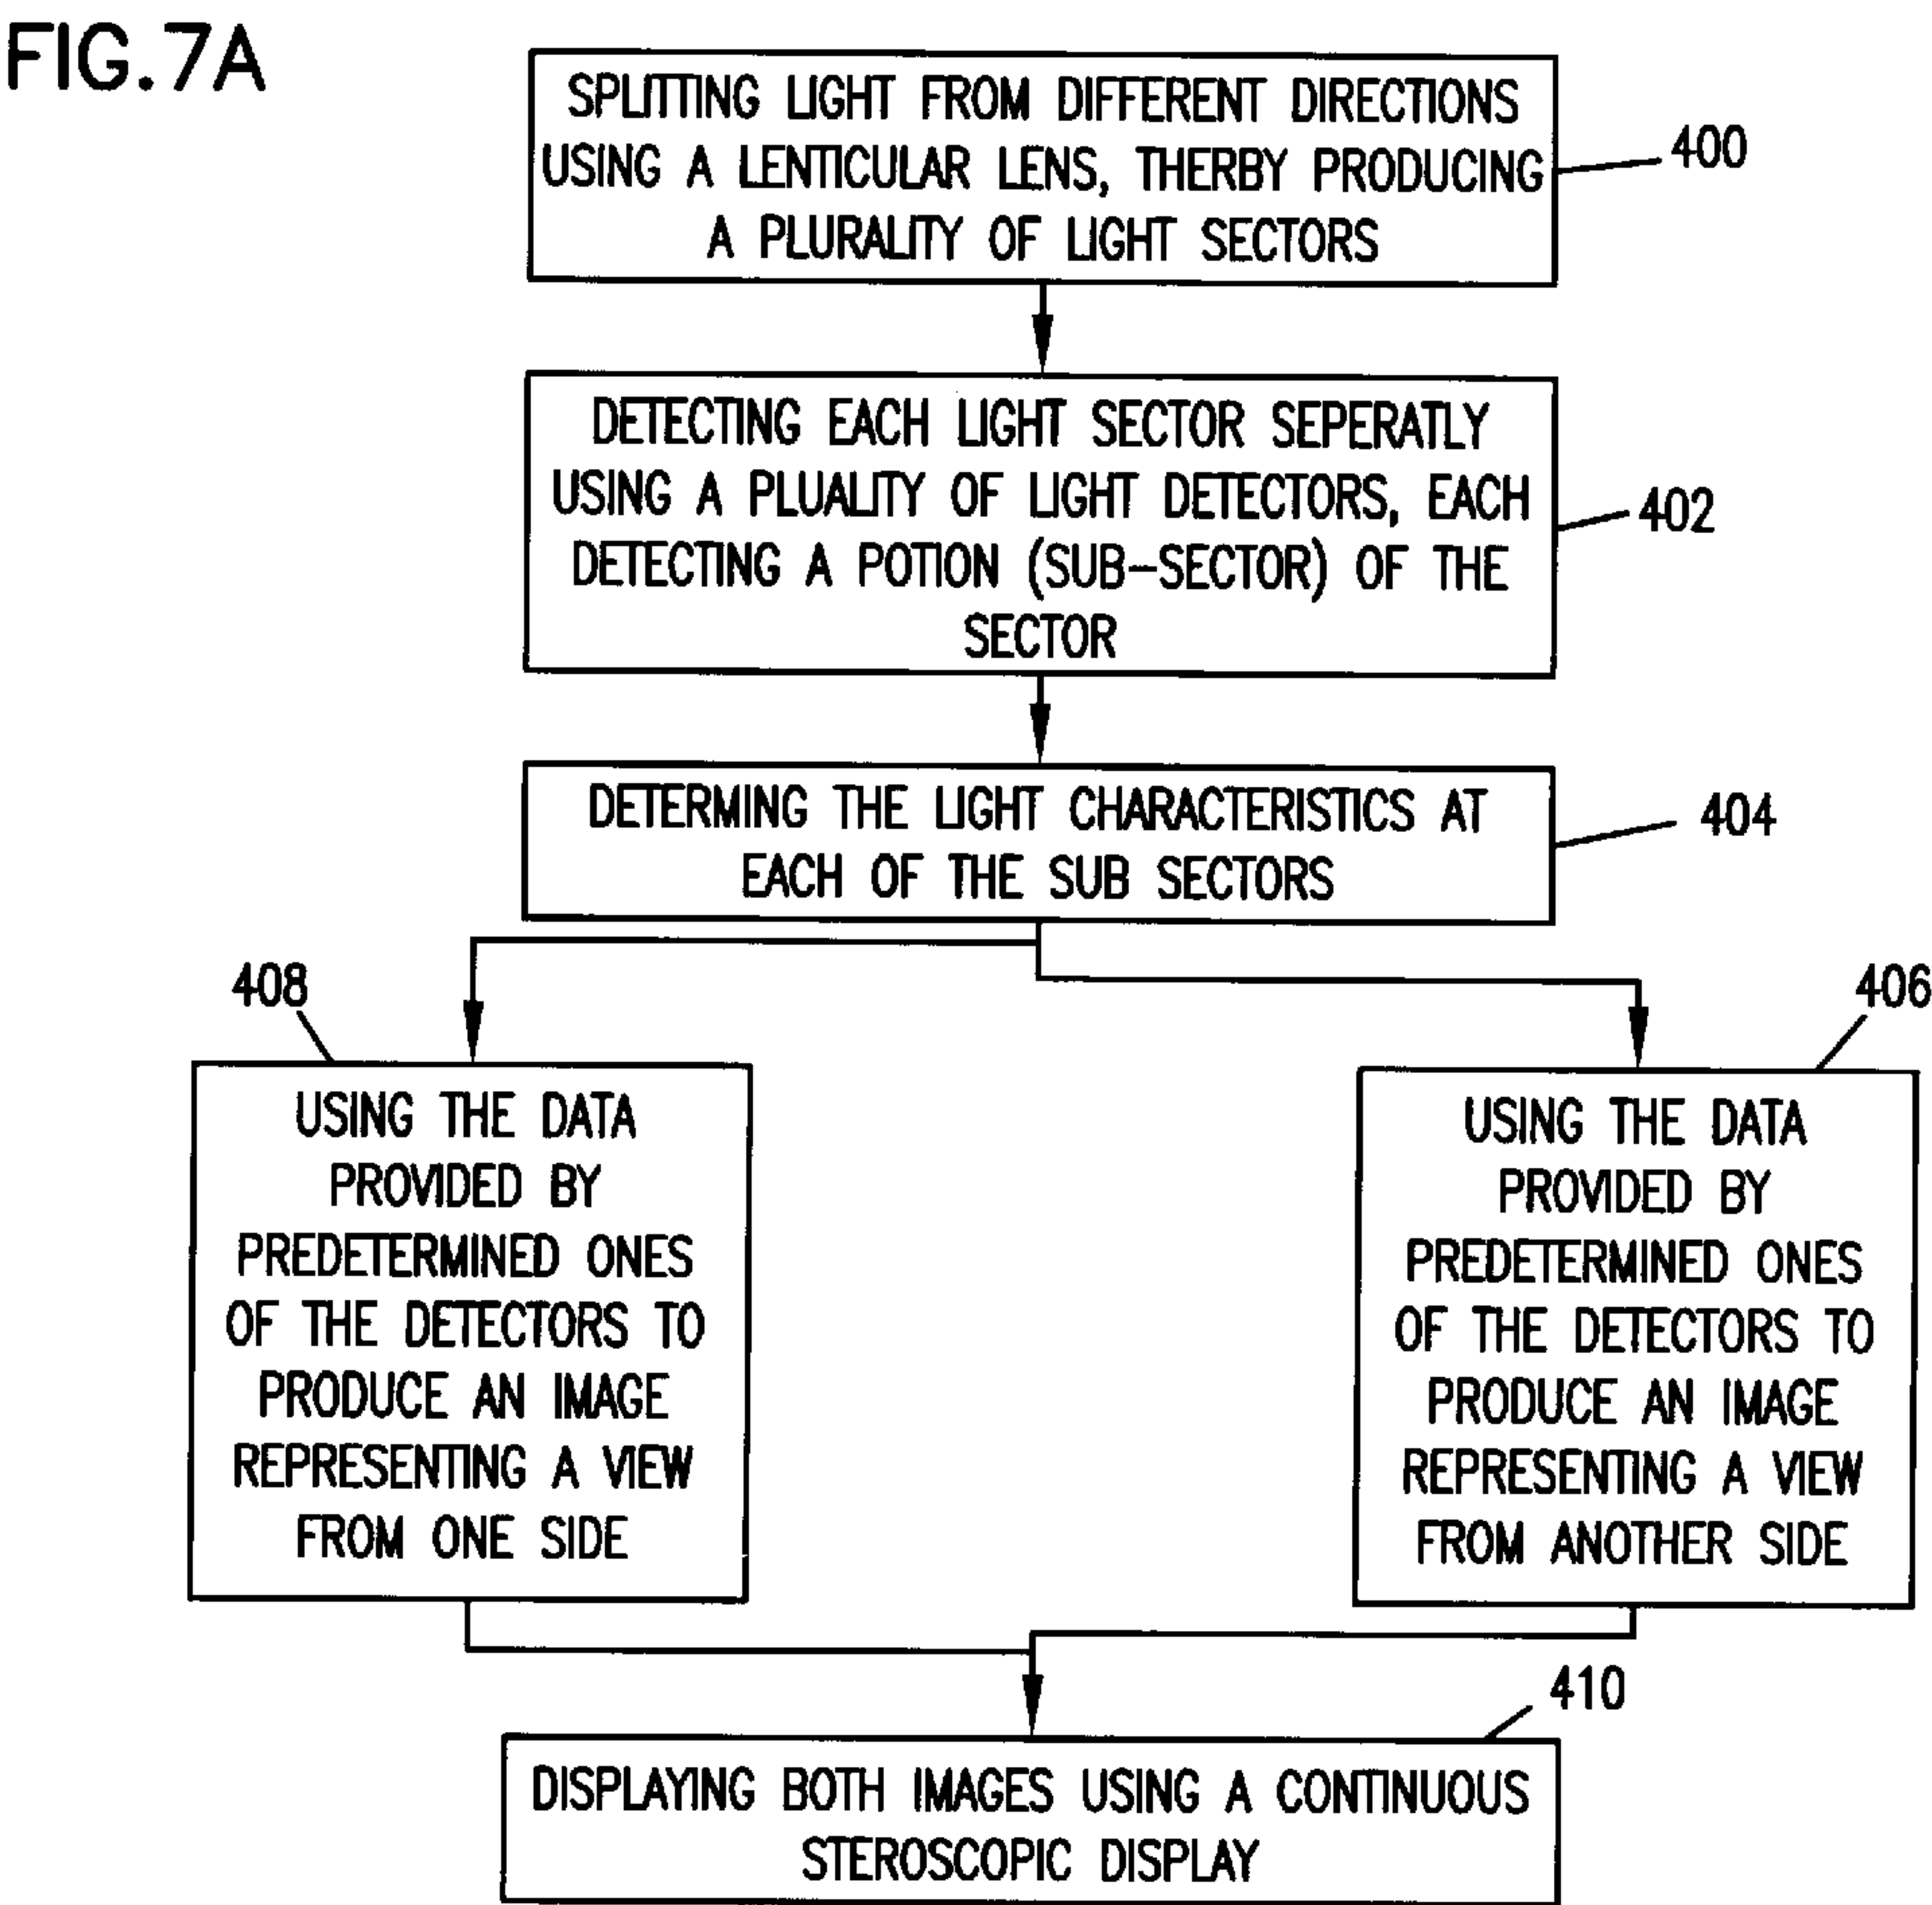 FIG.7A
SPLITTING LIGHT FROM DIFFERENT DIRECTIONS
USING A LENTICULAR LENS, THERBY PRODUCING
A PLURALITY OF LIGHT SECTORS
400
DETECTING EACH LIGHT SECTOR SEPERATLY
USING A PLUALITY OF LIGHT DETECTORS, EACH
DETECTING A POTION (SUB-SECTOR) OF THE
SECTOR
402
DETERMING THE LIGHT CHARACTERISTICS AT
EACH OF THE SUB SECTORS
404
408
USING THE DATA
PROVIDED BY
PREDETERMINED ONES
OF THE DETECTORS TO
PRODUCE AN IMAGE
REPRESENTING A VIEW
FROM ONE SIDE
406
USING THE DATA
PROVIDED BY
PREDETERMINED ONES
OF THE DETECTORS TO
PRODUCE AN IMAGE
REPRESENTING A VIEW
FROM ANOTHER SIDE
410
DISPLAYING BOTH IMAGES USING A CONTINUOUS
STEROSCOPIC DISPLAY